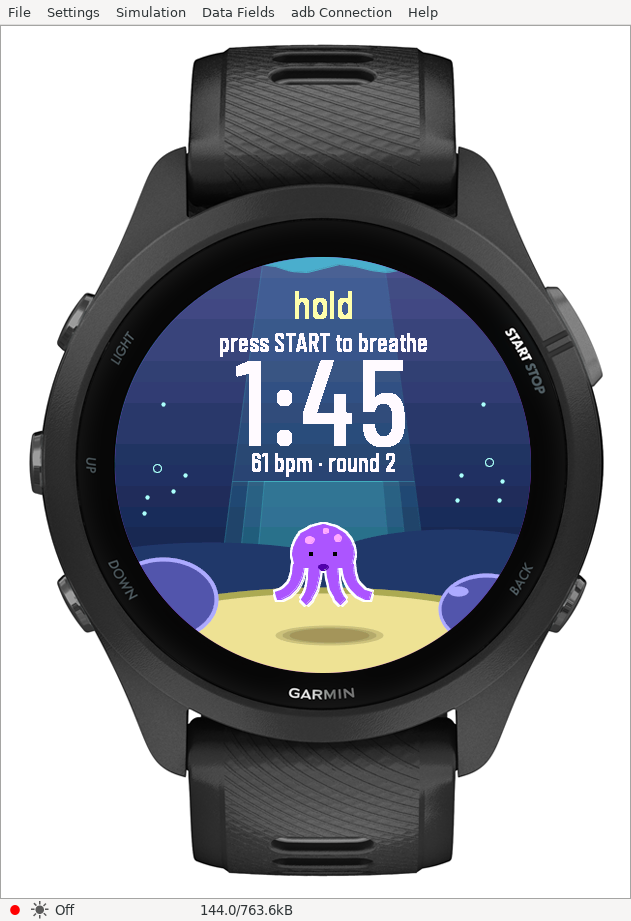 File Settings Simulation Data Fields adb Connection Help
hold
press START to breathe
1:45
61 bpm · round 2
LIGHT
START STOP
UP
DOWN
BACK
GARMIN
Off 144.0/763.6kB